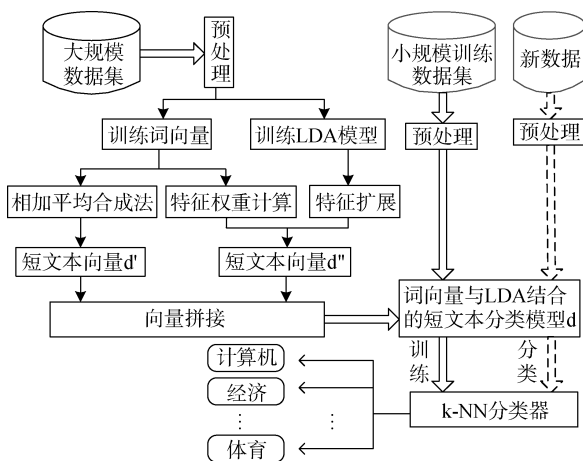 大规模
数据集
预处理
小规模训练
数据集
新数据
训练词向量
训练LDA模型
预处理
预处理
相加平均合成法
特征权重计算
特征扩展
短文本向量d'
短文本向量d"
向量拼接
词向量与LDA结合
的短文本分类模型d
训练
分类
计算机
经济
⋮
⋮
体育
k-NN分类器